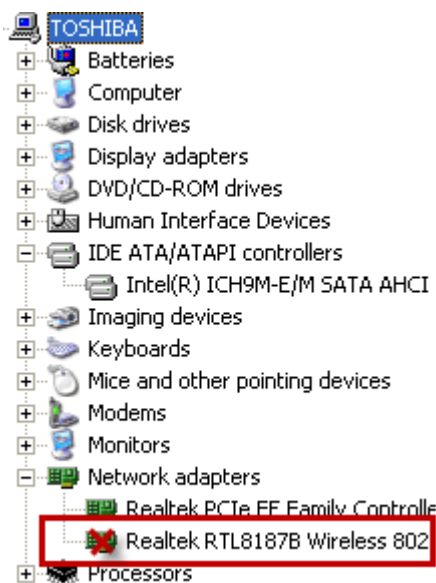 TOSHIBA
Batteries
Computer
Disk drives
Display adapters
DVD/CD-ROM drives
Human Interface Devices
IDE ATA/ATAPI controllers
Intel(R) ICH9M-E/M SATA AHCI
Imaging devices
Keyboards
Mice and other pointing devices
Modems
Monitors
Network adapters
Realtek PCIe FE Family Controlle
Realtek RTL8187B Wireless 802
Processors